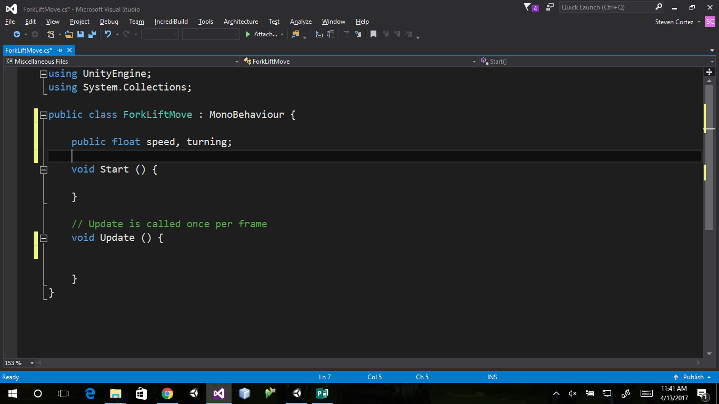 ForkLiftMove.cs* - Microsoft Visual Studio
4
Quick Launch (Ctrl+Q)
File Edit View Project Debug Team IncrediBuild Tools Architecture Test Analyze Window Help
Steven Cortez
SC
Attach...
ForkLiftMove.cs*
Miscellaneous Files
ForkLiftMove
Start()
using UnityEngine;
using System.Collections;
public class ForkLiftMove : MonoBehaviour {
public float speed, turning;
void Start () {
}
// Update is called once per frame
void Update () {
}
}
153 %
Ready
Ln 7
Col 5
Ch 5
INS
Publish
11:41 AM
4/13/2017